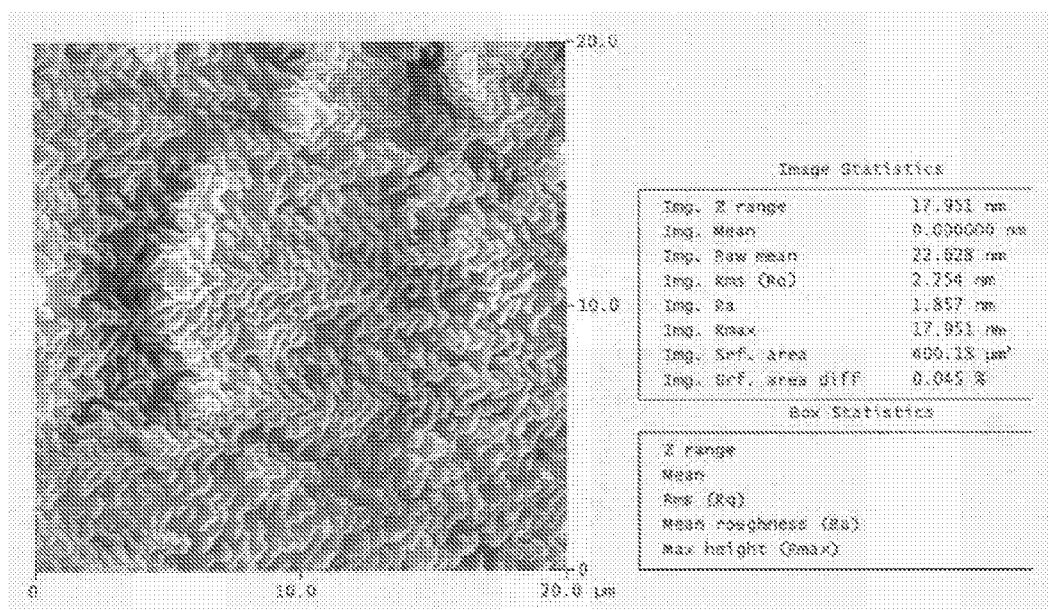 20.0
10.0
0
0 10.0 20.0 µm
Image Statistics
Img. Z range 17.951 nm
Img. Mean 0.000000 nm
Img. Raw mean 22.028 nm
Img. Rms (Rq) 2.254 nm
Img. Ra 1.857 nm
Img. Rmax 17.951 nm
Img. Srf. area 400.18 µm²
Img. Srf. area diff 0.045 %
Box Statistics
Z range
Mean
Rms (Rq)
Mean roughness (Ra)
Max height (Rmax)